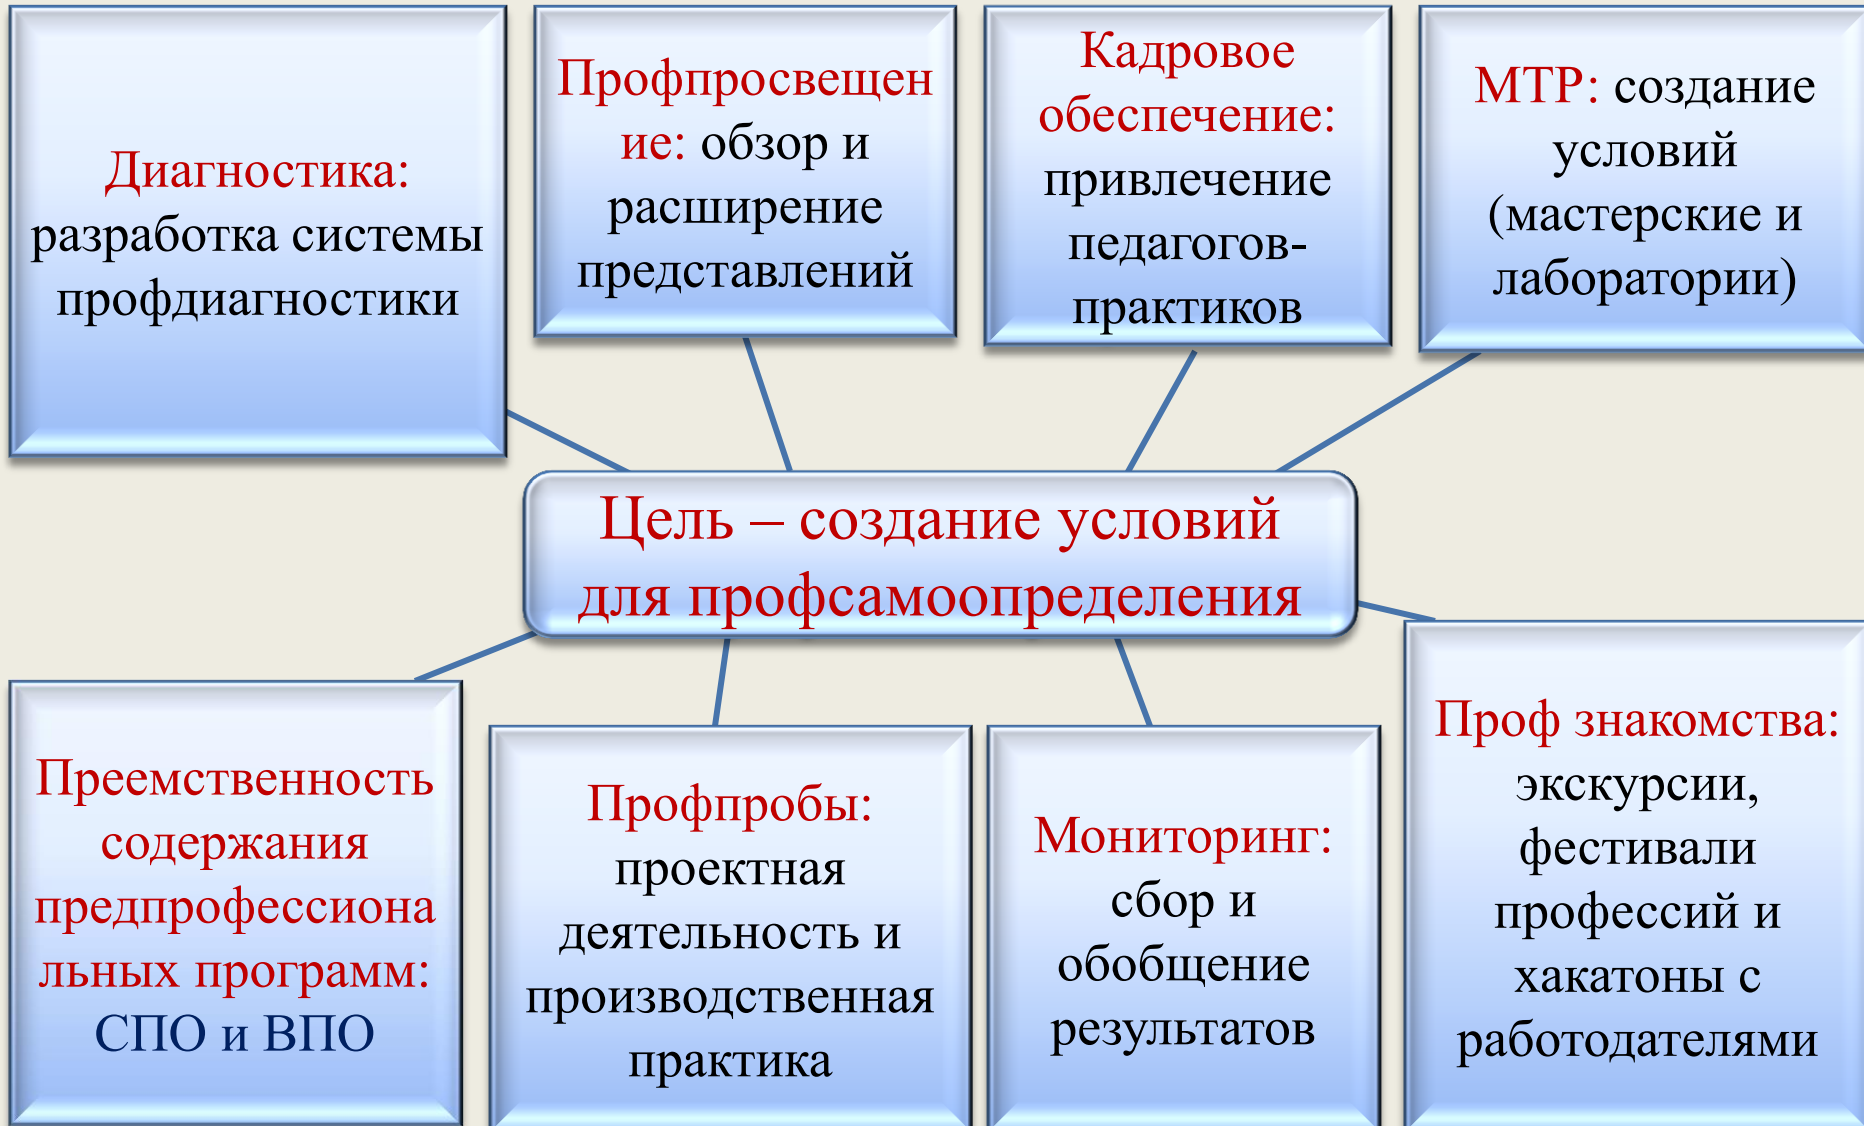 Диагностика:
разработка системы
профдиагностики
Профпросвещен
ие: обзор и
расширение
представлений
Кадровое
обеспечение:
привлечение
педагогов-
практиков
МТР: создание
условий
(мастерские и
лаборатории)
Цель – создание условий
для профсамоопределения
Преемственность
содержания
предпрофессиона
льных программ:
СПО и ВПО
Профпробы:
проектная
деятельность и
производственная
практика
Мониторинг:
сбор и
обобщение
результатов
Проф знакомства:
экскурсии,
фестивали
профессий и
хакатоны с
работодателями